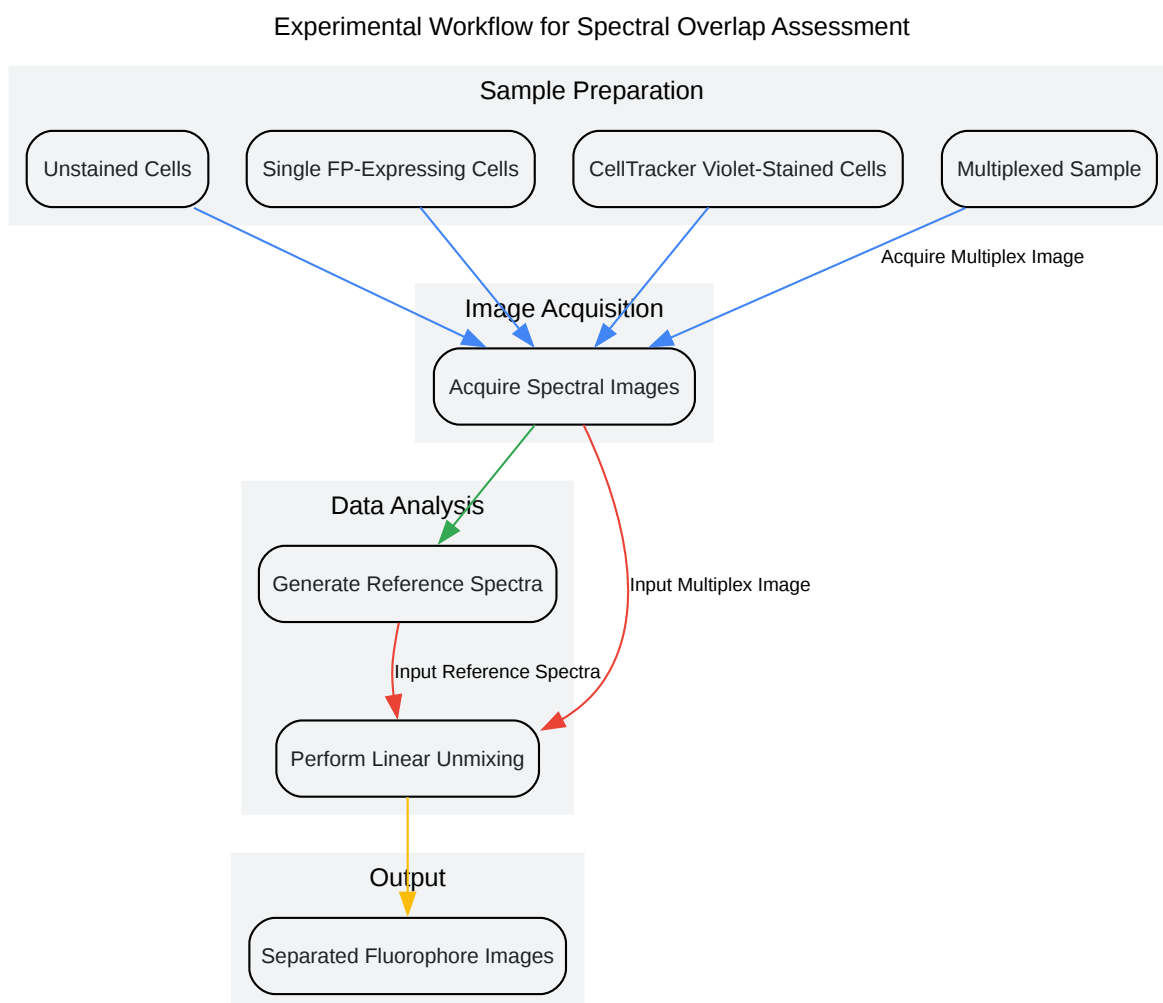 Experimental Workflow for Spectral Overlap Assessment
Sample Preparation
Unstained Cells
Single FP-Expressing Cells
CellTracker Violet-Stained Cells
Multiplexed Sample
Acquire Multiplex Image
Image Acquisition
Acquire Spectral Images
Data Analysis
Generate Reference Spectra
Input Multiplex Image
Input Reference Spectra
Perform Linear Unmixing
Output
Separated Fluorophore Images